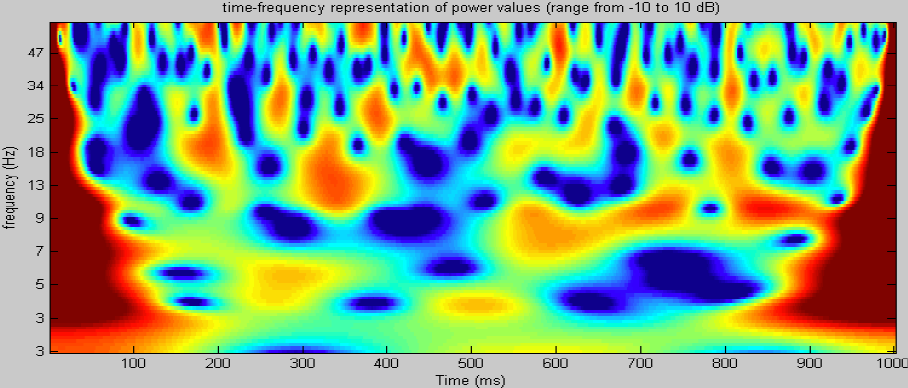 time-frequency representation of power values (range from -10 to 10 dB)
frequency (Hz)
47
34
25
18
13
9
7
5
3
3
100 200 300 400 500 600 700 800 900 1000
Time (ms)